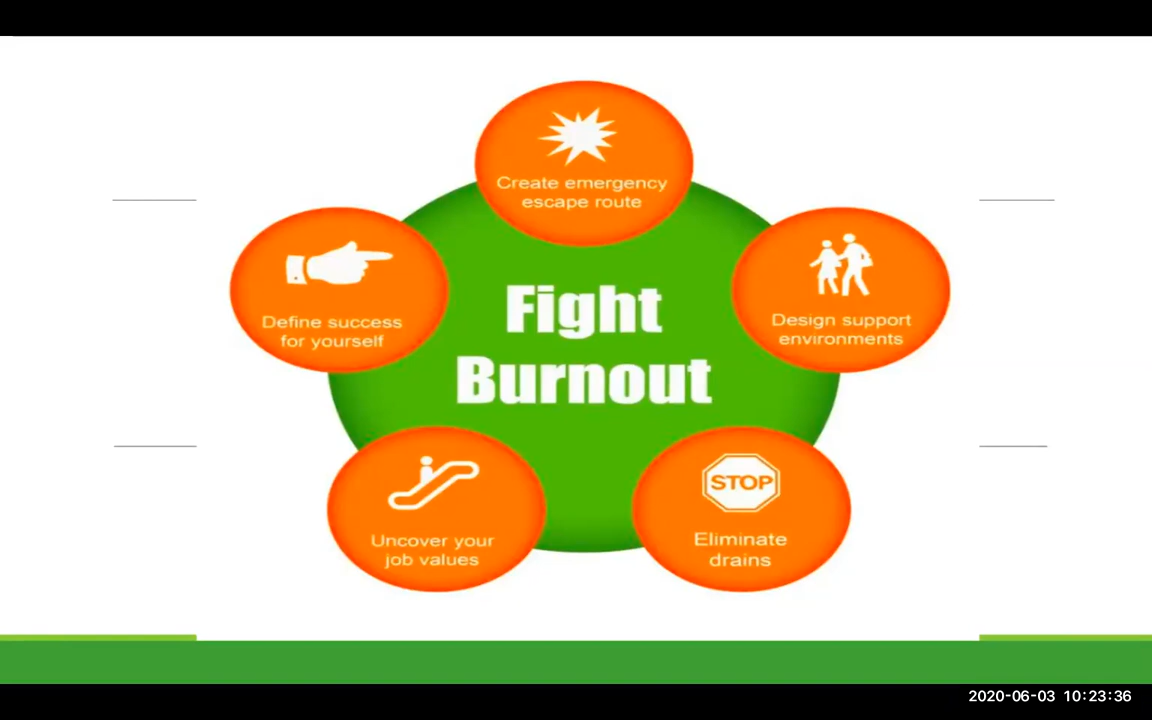 Create emergency
escape route
Define success
for yourself
Design support
environments
Fight
Burnout
Uncover your
job values
STOP
Eliminate
drains
2020-06-03 10:23:36